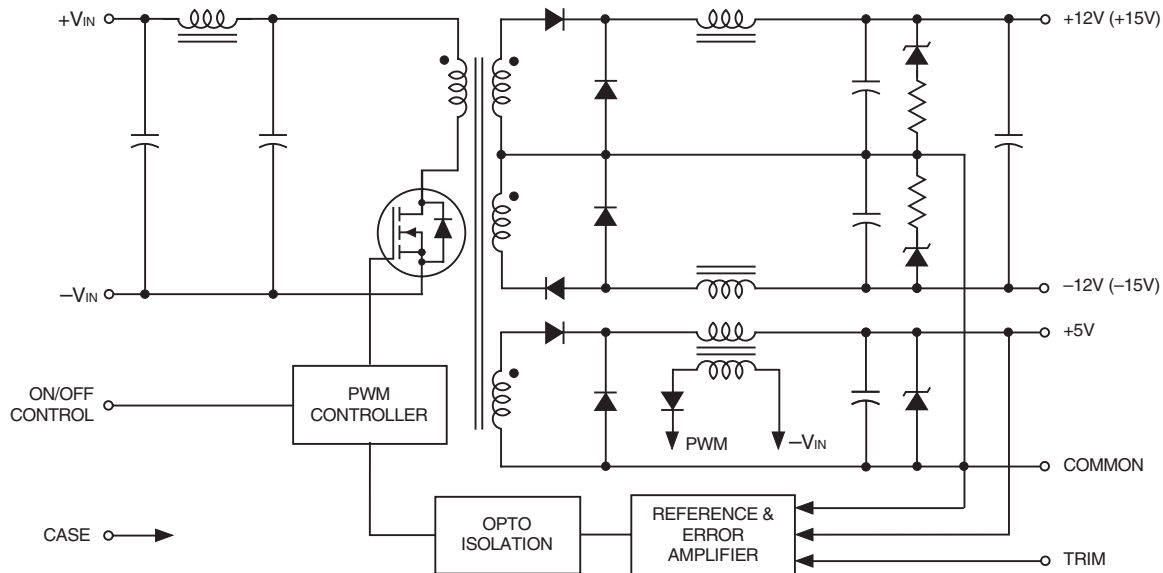 +VIN
+12V (+15V)
–VIN
–12V (–15V)
+5V
ON/OFF
CONTROL
PWM
CONTROLLER
PWM
–VIN
COMMON
CASE
OPTO
ISOLATION
REFERENCE &
ERROR
AMPLIFIER
TRIM